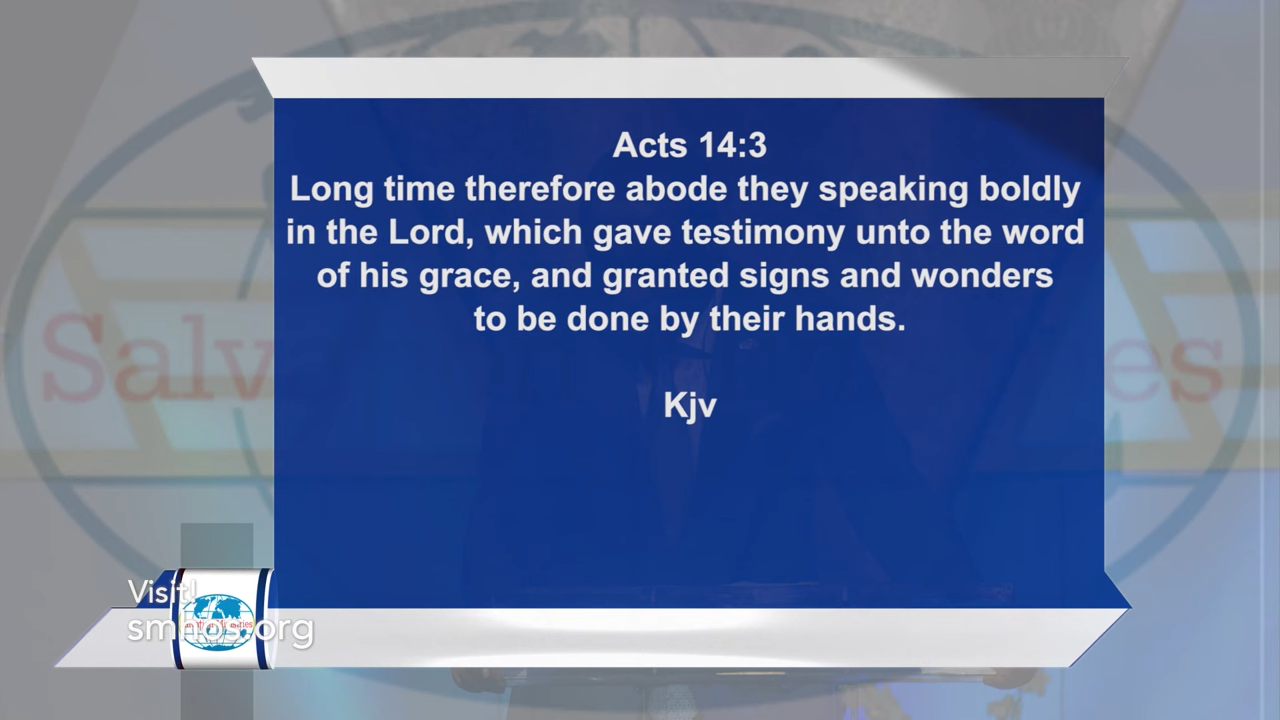 Acts 14:3
Long time therefore abode they speaking boldly
in the Lord, which gave testimony unto the word
of his grace, and granted signs and wonders
to be done by their hands.
Kjv
Visit!
smhos.org